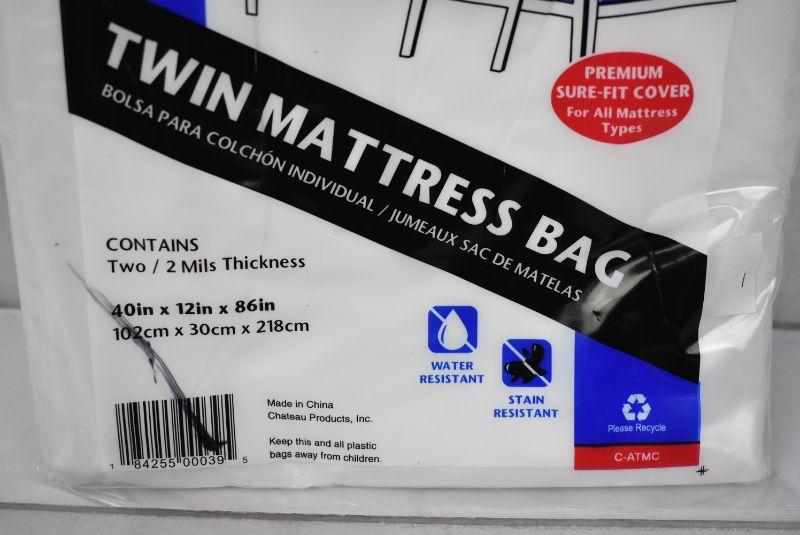 TWIN MATTRESS BAG
BOLSA PARA COLCHÓN INDIVIDUAL / JUMEAUX SAC DE MATELAS
PREMIUM
SURE-FIT COVER
For All Mattress
Types
CONTAINS
Two / 2 Mils Thickness
40in x 12in x 86in
102cm x 30cm x 218cm
WATER
RESISTANT
STAIN
RESISTANT
Made in China
Chateau Products, Inc.
Keep this and all plastic
bags away from children.
1 84255 00039 5
Please Recycle
C-ATMC